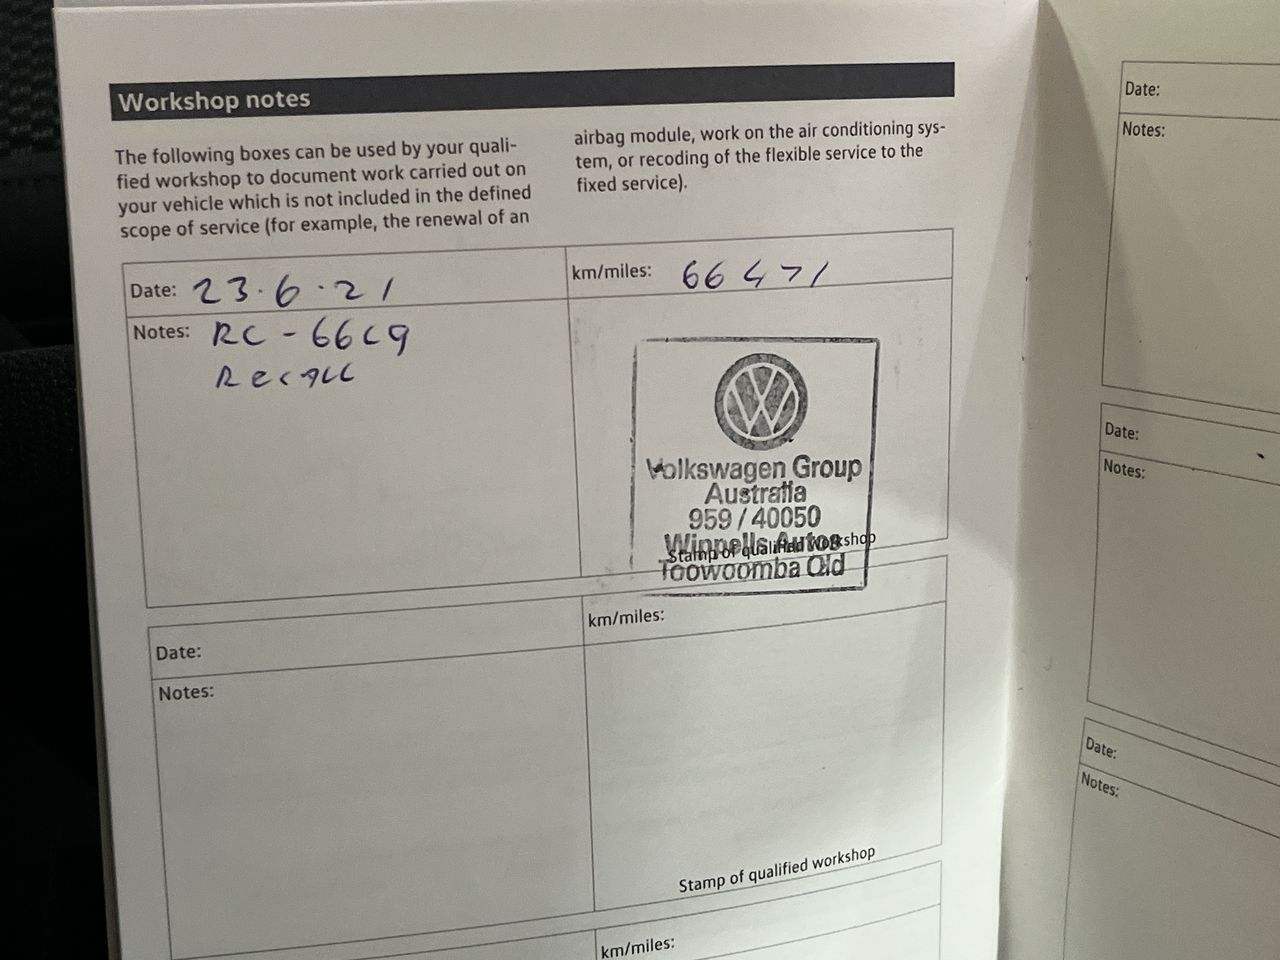 Workshop notes
The following boxes can be used by your quali-
fied workshop to document work carried out on
your vehicle which is not included in the defined
scope of service (for example, the renewal of an
airbag module, work on the air conditioning sys-
tem, or recoding of the flexible service to the
fixed service).
Date: 23.6.21
km/miles: 66471
Notes: RC - 66C9
Recall
Volkswagen Group
Australia
959 / 40050
Winnells Autos
Stamp of qualified workshop
Toowoomba Qld
Date:
km/miles:
Notes:
Stamp of qualified workshop
km/miles:
Date:
Notes:
Date:
Notes:
Date:
Notes: